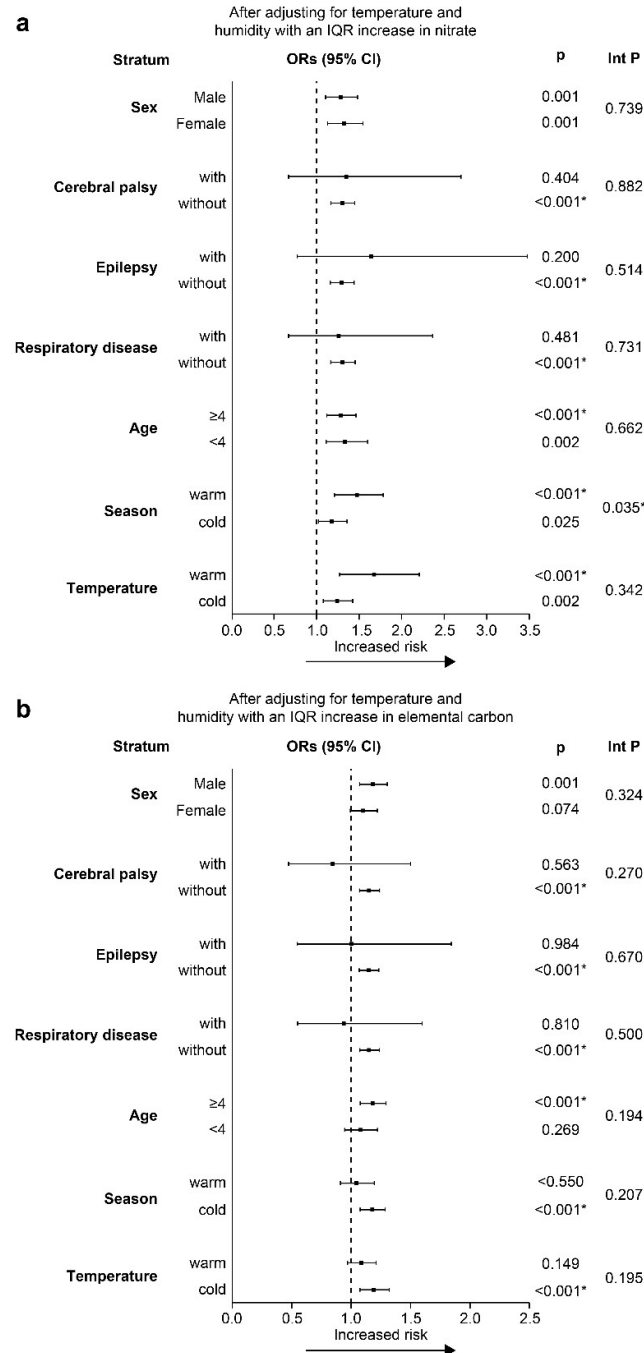 a
After adjusting for temperature and
humidity with an IQR increase in nitrate
Stratum ORs (95% CI) p Int P
Sex
Male 0.001
Female 0.001
0.739
Cerebral palsy
with 0.404
without <0.001*
0.882
Epilepsy
with 0.200
without <0.001*
0.514
Respiratory disease
with 0.481
without <0.001*
0.731
Age
≥4 <0.001*
<4 0.002
0.662
Season
warm <0.001*
cold 0.025
0.035*
Temperature
warm <0.001*
cold 0.002
0.342
0.0 0.5 1.0 1.5 2.0 2.5 3.0 3.5
Increased risk
b
After adjusting for temperature and
humidity with an IQR increase in elemental carbon
Stratum ORs (95% CI) p Int P
Sex
Male 0.001
Female 0.074
0.324
Cerebral palsy
with 0.563
without <0.001*
0.270
Epilepsy
with 0.984
without <0.001*
0.670
Respiratory disease
with 0.810
without <0.001*
0.500
Age
≥4 <0.001*
<4 0.269
0.194
Season
warm <0.550
cold <0.001*
0.207
Temperature
warm 0.149
cold <0.001*
0.195
0.0 0.5 1.0 1.5 2.0 2.5
Increased risk